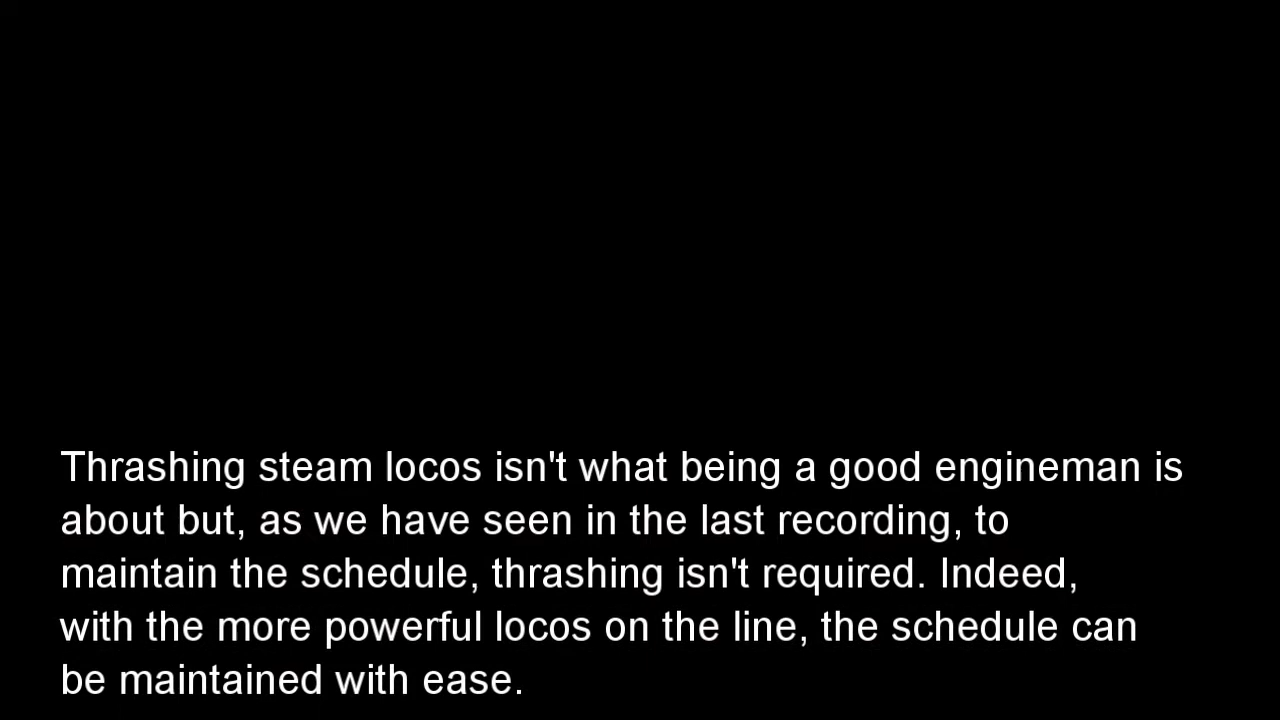 Thrashing steam locos isn't what being a good engineman is
about but, as we have seen in the last recording, to
maintain the schedule, thrashing isn't required. Indeed,
with the more powerful locos on the line, the schedule can
be maintained with ease.